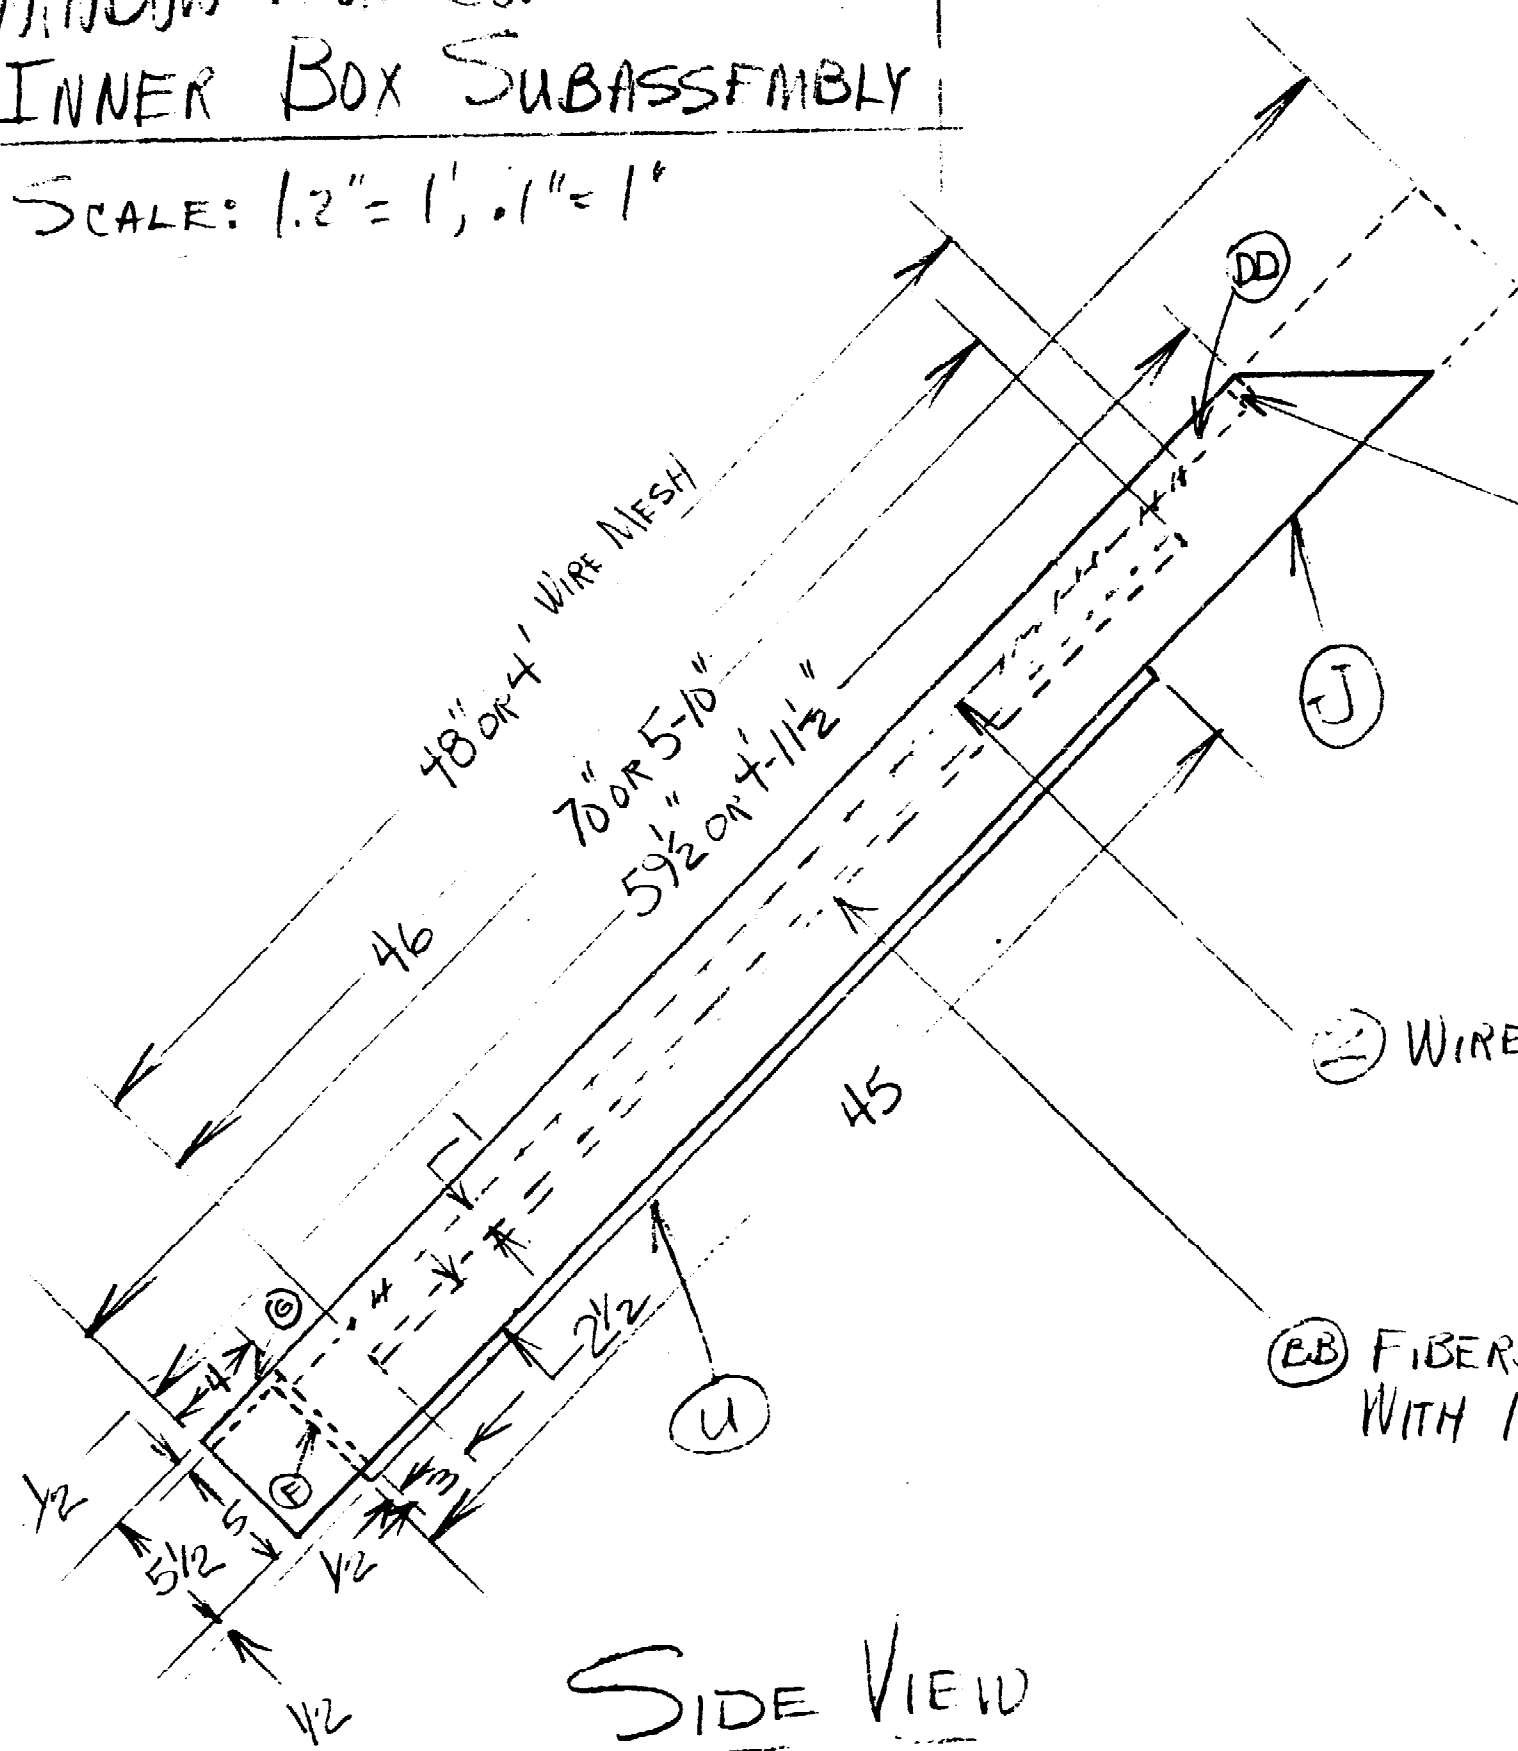 INNER BOX SUBASSEMBLY
SCALE: 1.2"= 1', .1"= 1"
DD
48" OR 4' WIRE MESH
70" OR 5'-10"
59½" OR 4'-11½"
J
46
WIRE
45
1
G
4
2½
BB FIBER
WITH 1
U
F
3
½
5
5½
½
½
SIDE VIEW